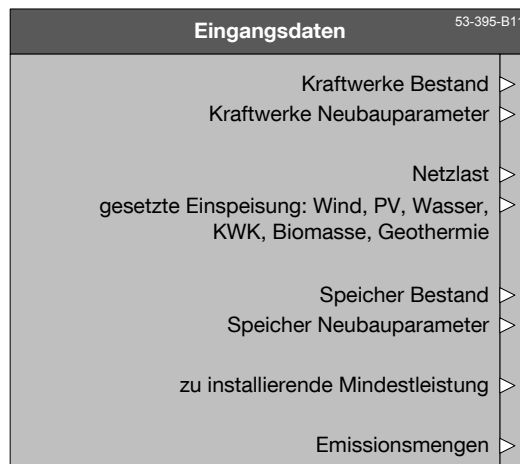 Eingangsdaten
53-395-B11
Kraftwerke Bestand
Kraftwerke Neubauparameter
Netzlast
gesetzte Einspeisung: Wind, PV, Wasser,
KWK, Biomasse, Geothermie
Speicher Bestand
Speicher Neubauparameter
zu installierende Mindestleistung
Emissionsmengen